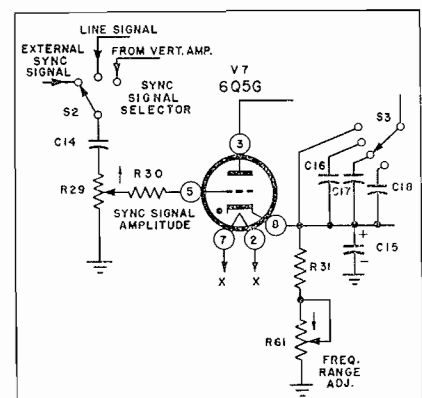 LINE SIGNAL
EXTERNAL
SYNC
SIGNAL
FROM VERT. AMP.
V7
6Q5G
SYNC
SIGNAL
SELECTOR
S2
S3
C14
3
C16
C17
C18
R29
R30
5
SYNC SIGNAL
AMPLITUDE
8
7
2
X
X
+
C15
-
R31
R61
FREQ.
RANGE
ADJ.